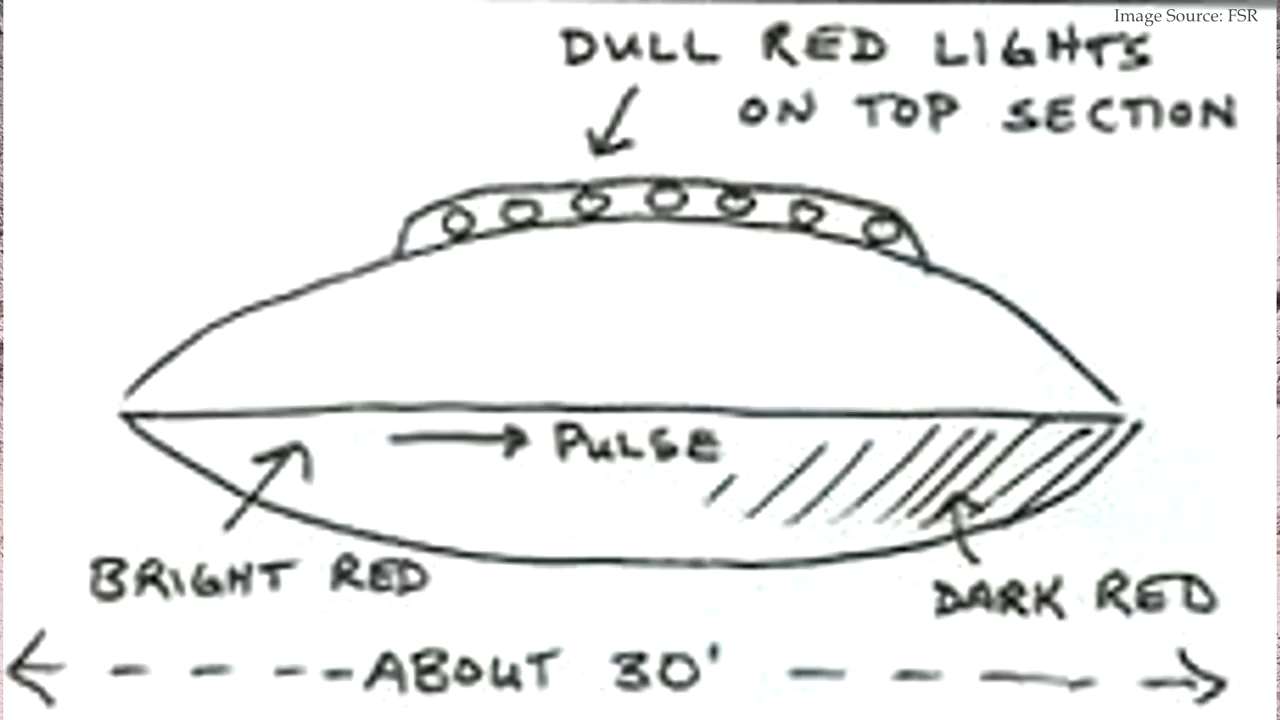 Image Source: FSR
DULL RED LIGHTS
ON TOP SECTION
PULSE
BRIGHT RED
DARK RED
ABOUT 30'